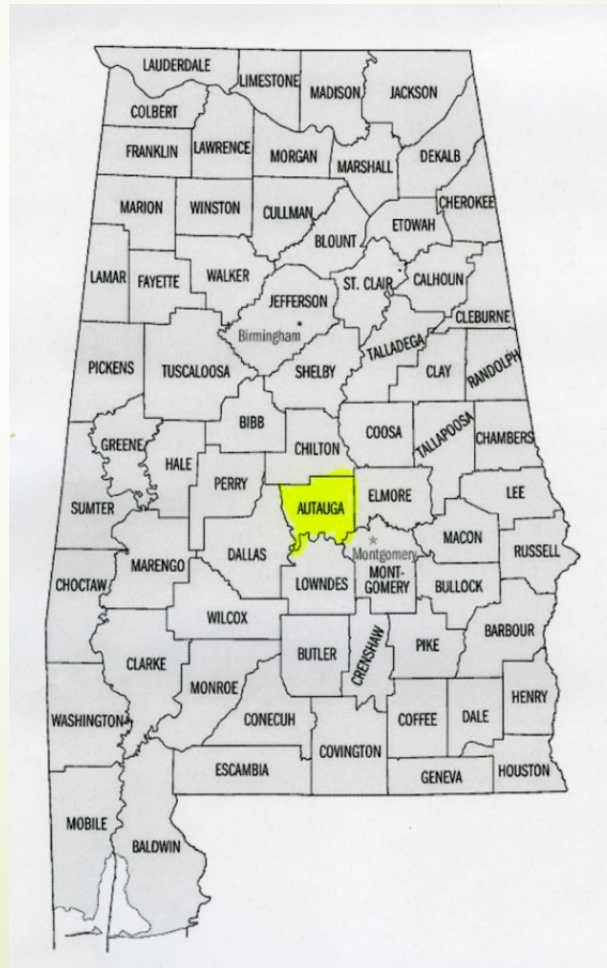 LAUDERDALE
LIMESTONE
MADISON
JACKSON
COLBERT
FRANKLIN
LAWRENCE
MORGAN
MARSHALL
DEKALB
MARION
WINSTON
CULLMAN
BLOUNT
ETOWAH
CHEROKEE
LAMAR
FAYETTE
WALKER
JEFFERSON
Birmingham
ST. CLAIR
CALHOUN
CLEBURNE
PICKENS
TUSCALOOSA
SHELBY
TALLADEGA
CLAY
RANDOLPH
GREENE
HALE
BIBB
CHILTON
COOSA
TALLAPOOSA
CHAMBERS
SUMTER
PERRY
AUTAUGA
ELMORE
LEE
MARENGO
DALLAS
Montgomery
MACON
RUSSELL
CHOCTAW
LOWNDES
MONT-
GOMERY
BULLOCK
WILCOX
BUTLER
CRENSHAW
PIKE
BARBOUR
CLARKE
MONROE
WASHINGTON
CONECUH
COVINGTON
COFFEE
DALE
HENRY
ESCAMBIA
GENEVA
HOUSTON
MOBILE
BALDWIN